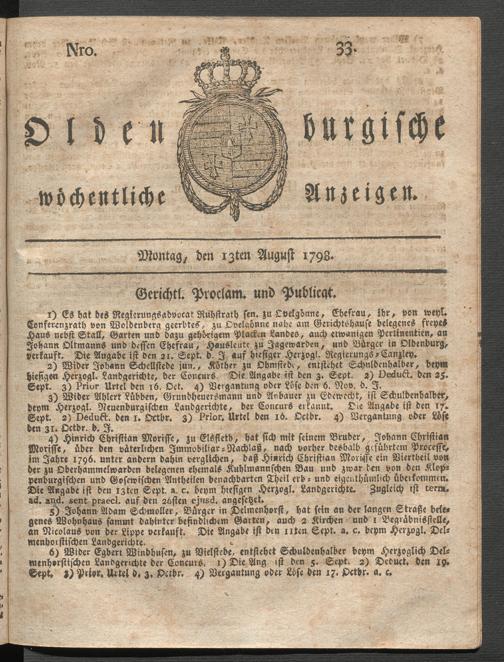 Nro. 33.
Oldenburgische
wöchentliche Anzeigen.
Montag, den 13ten August 1798.
Gerichtl. Proclam. und Publicat.
1) Es hat des Regierungsadvocat Ruhstrath sen. zu Ovelgönne, Ehefrau, ihr, von weyl.
Conferenzrath von Woldenberg geerbtes, zu Ovelgönne nahe am Gerichtshause belegenes freyes
Haus nebst Stall, Garten und dazu gehörigen Placken Landes, auch etwanigen Pertinentien, an
Johann Oltmanns und dessen Ehefrau, Hausleute zu Jagewarden, und Bürger in Oldenburg,
verkauft. Die Angabe ist den 21. Sept. d. J. auf hiesiger Herzogl. Regierungs-Canzley.
2) Wider Johann Schellstede jun., Köther zu Ohmstede, entstehet Schuldenhalber, beym
hiesigen Herzogl. Landgerichte, der Concurs. Die Angabe ist den 3. Sept. 2) Deduct. den 25.
Sept. 3) Prior. Urtel den 16. Oct. 4) Vergantung oder Löse den 6. Nov. d. J.
3) Wider Ahlert Lübben, Grundheuersmann und Anbauer zu Edewecht, ist Schuldenhalber,
beym Herzogl. Neuenburgischen Landgerichte, der Concurs erkannt. Die Angabe ist den 17.
Sept. 2) Deduct. den 1. Octbr. 3) Prior. Urtel den 16. Octbr. 4) Vergantung oder Löse
den 31. Octbr. d. J.
4) Hinrich Christian Morisse, zu Elsfleth, hat sich mit seinem Bruder, Johann Christian
Morisse, über den väterlichen Immobiliar-Nachlaß, nach vorher deshalb geführtem Processe,
im Jahre 1796. unter andern dahin verglichen, daß Hinrich Christian Morisse im Viertheil von
der zu Oberhammelwarden belegenen ehemals Kuhlmannschen Bau und zwar den von den Klop-
penburgischen und Gosewischen Antheilen benachbarten Theil erb- und eigenthümlich überkommen.
Die Angabe ist den 13ten Sept. a. c. beym hiesigen Herzogl. Landgerichte. Zugleich ist term.
ad. aud. sent. praecl. auf den 26sten ejusd. angesetzet.
5) Johann Adam Schmoller, Bürger in Delmenhorst, hat sein an der langen Straße bele-
genes Wohnhaus sammt dahinter befindlichem Garten, auch 2 Kirchen- und 1 Begräbnißstelle,
an Nicolaus von der Lippe verkauft. Die Angabe ist den 11ten Sept. a. c. beym Herzogl. Del-
menhorstischen Landgerichte.
6) Wider Egbert Windhusen, zu Wiefstede, entstehet Schuldenhalber beym Herzoglich Del-
menhorstischen Landgerichte der Concurs. 1) Die Ang. ist den 5. Sept. 2) Deduct. den 19.
Sept. 3) Prior. Urtel d. 3. Octbr. 4) Vergantung oder Löse den 17. Octbr. a. c.